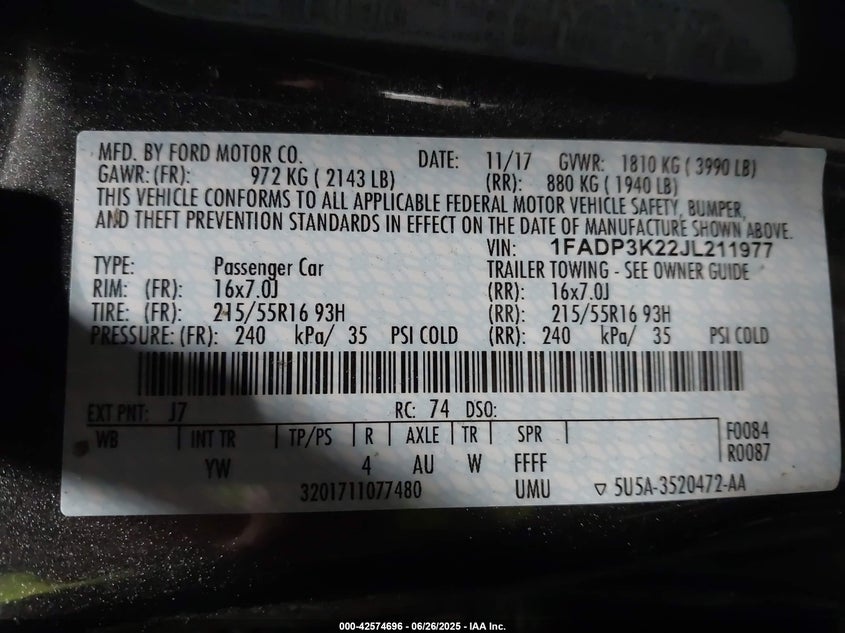 MFD. BY FORD MOTOR CO. DATE: 11/17 GVWR: 1810 KG ( 3990 LB)
GAWR:(FR): 972 KG ( 2143 LB) (RR): 880 KG ( 1940 LB)
THIS VEHICLE CONFORMS TO ALL APPLICABLE FEDERAL MOTOR VEHICLE SAFETY, BUMPER,
AND THEFT PREVENTION STANDARDS IN EFFECT ON THE DATE OF MANUFACTURE SHOWN ABOVE.
VIN: 1FADP3K22JL211977
TYPE: Passenger Car TRAILER TOWING - SEE OWNER GUIDE
RIM: (FR): 16x7.0J (RR): 16x7.0J
TIRE: (FR): 215/55R16 93H (RR): 215/55R16 93H
PRESSURE: (FR): 240 kPa/ 35 PSI COLD (RR): 240 kPa/ 35 PSI COLD
EXT PNT: J7 RC: 74 DSO:
WB INT TR TP/PS R AXLE TR SPR F0084
YW 4 AU W FFFF R0087
3201711077480 UMU ▽ 5U5A-3520472-AA
000-42574696 - 06/26/2025 - IAA Inc.